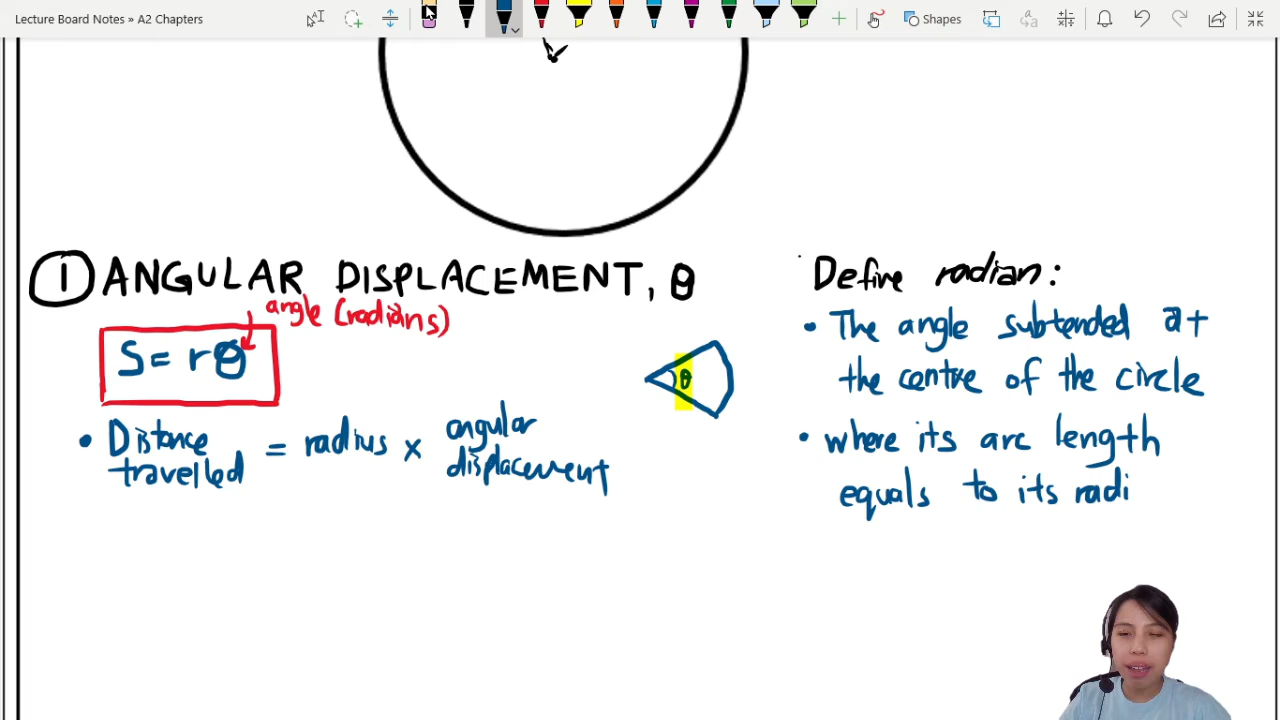 Lecture Board Notes » A2 Chapters
Shapes
① ANGULAR DISPLACEMENT, θ
angle (radians)
S = rθ
• Distance travelled = radius × angular displacement
θ
Define radian:
• The angle subtended at
the centre of the circle
• where its arc length
equals to its radi